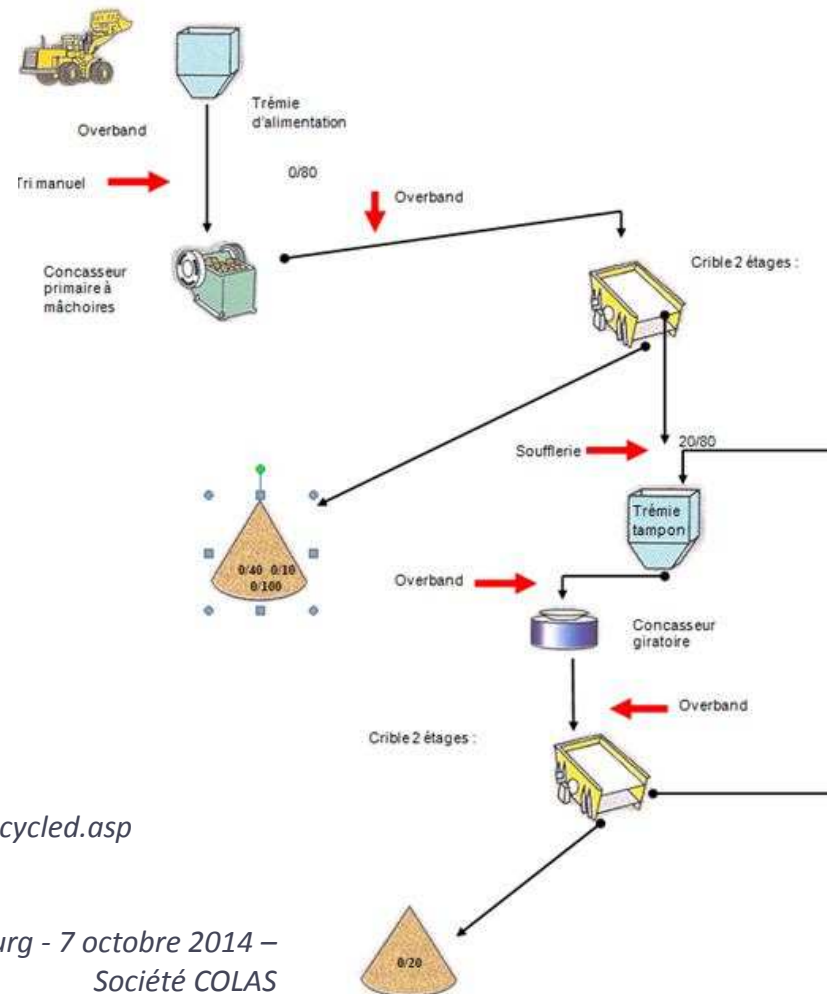 Trémie
d'alimentation
Overband
0/80
Tri manuel
Overband
Concasseur
primaire à
mâchoires
Crible 2 étages :
Soufflerie
20/80
Trémie
tampon
0/40 0/10
0/100
Overband
Concasseur
giratoire
Overband
Crible 2 étages :
cycled.asp
urg - 7 octobre 2014 –
Société COLAS
0/20